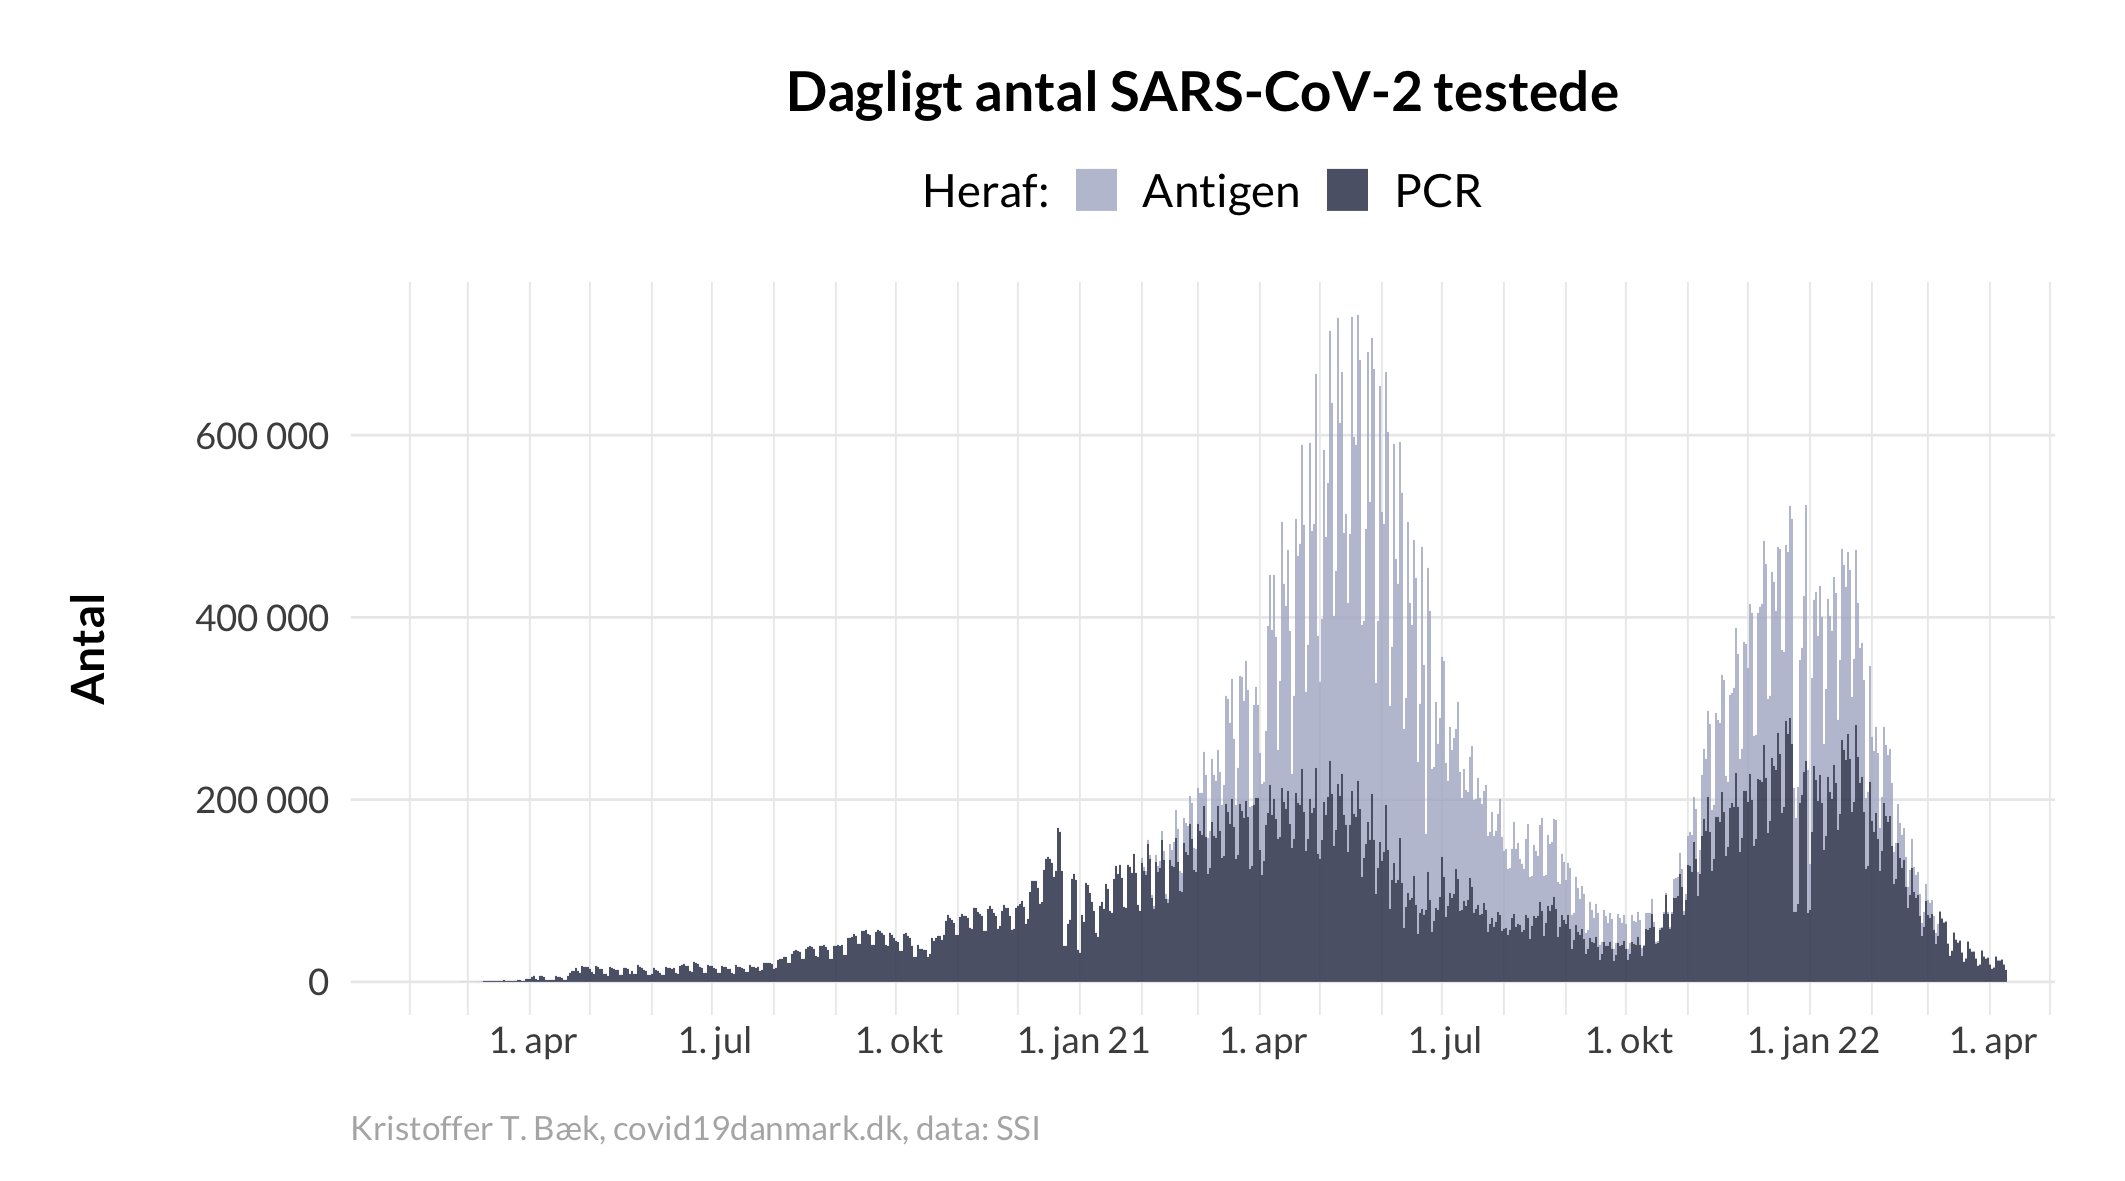 Dagligt antal SARS-CoV-2 testede
Heraf: Antigen PCR
Antal
600 000
400 000
200 000
0
1. apr 1. jul 1. okt 1. jan 21 1. apr 1. jul 1. okt 1. jan 22 1. apr
Kristoffer T. Bæk, covid19danmark.dk, data: SSI